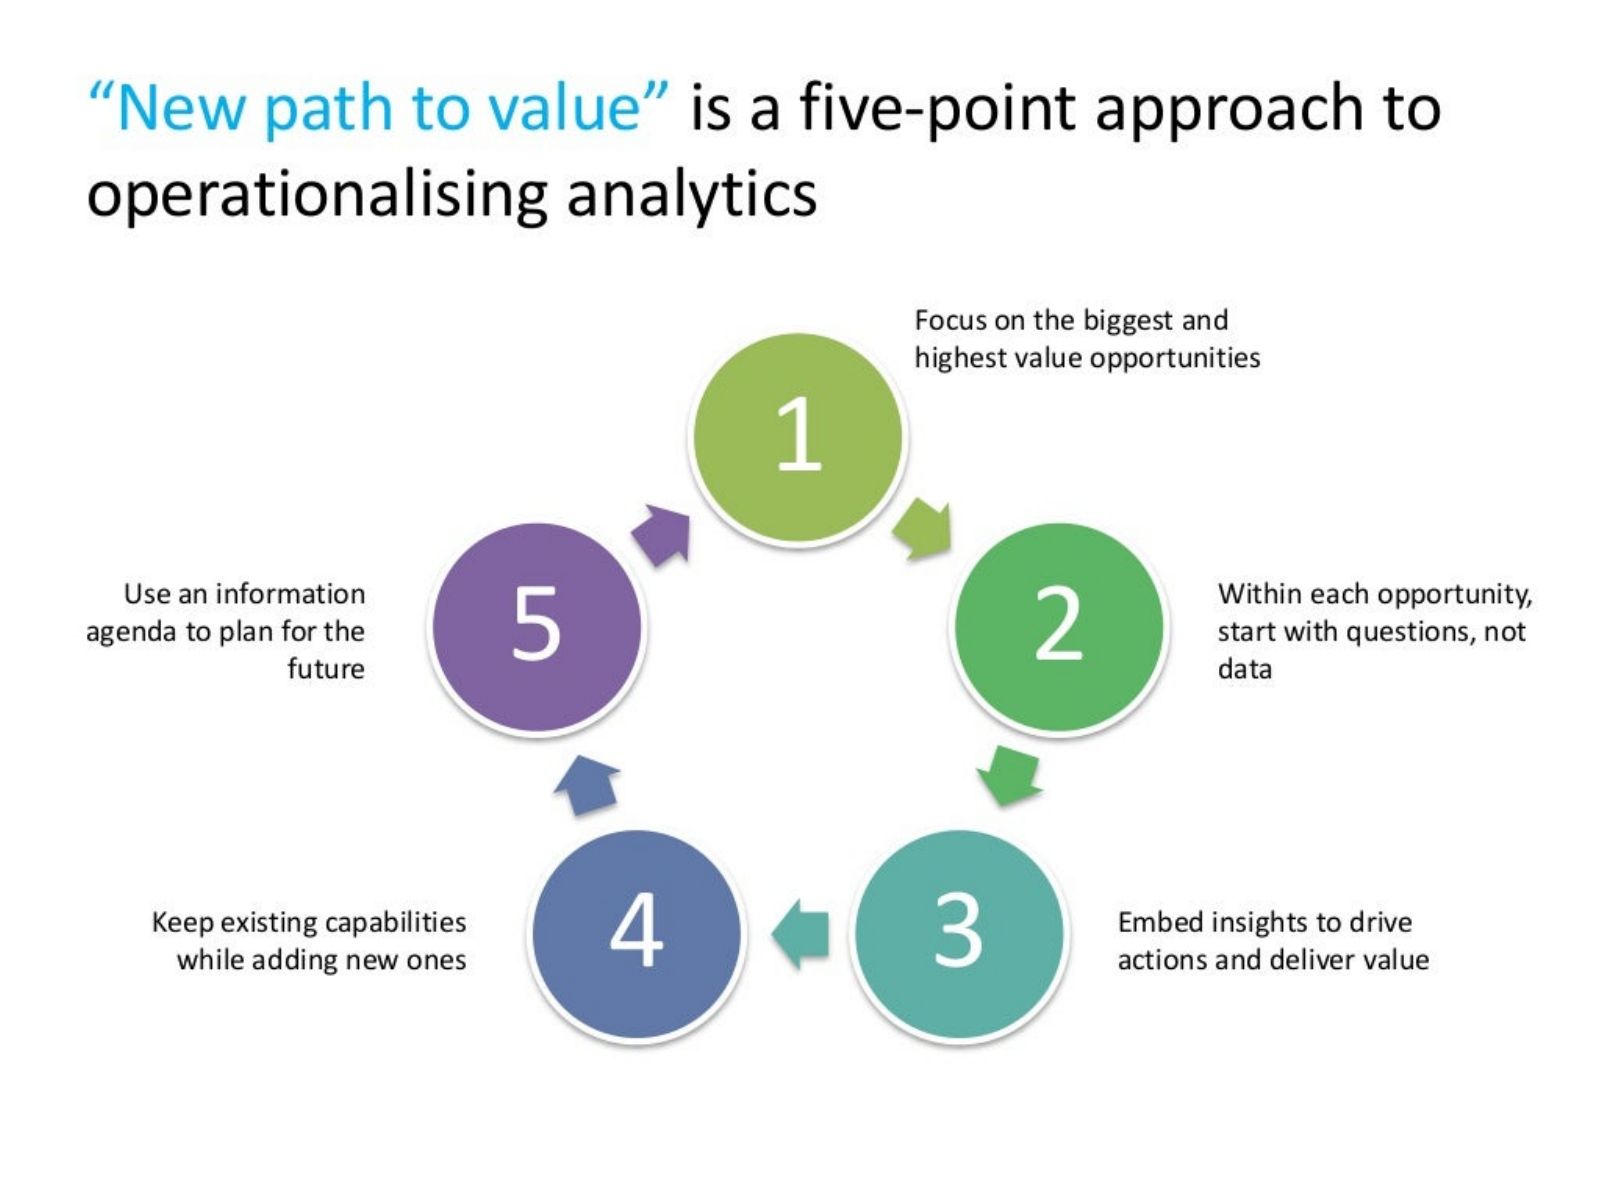 “New path to value” is a five-point approach to
operationalising analytics
1
Focus on the biggest and
highest value opportunities
2
Within each opportunity,
start with questions, not
data
3
Embed insights to drive
actions and deliver value
4
Keep existing capabilities
while adding new ones
5
Use an information
agenda to plan for the
future